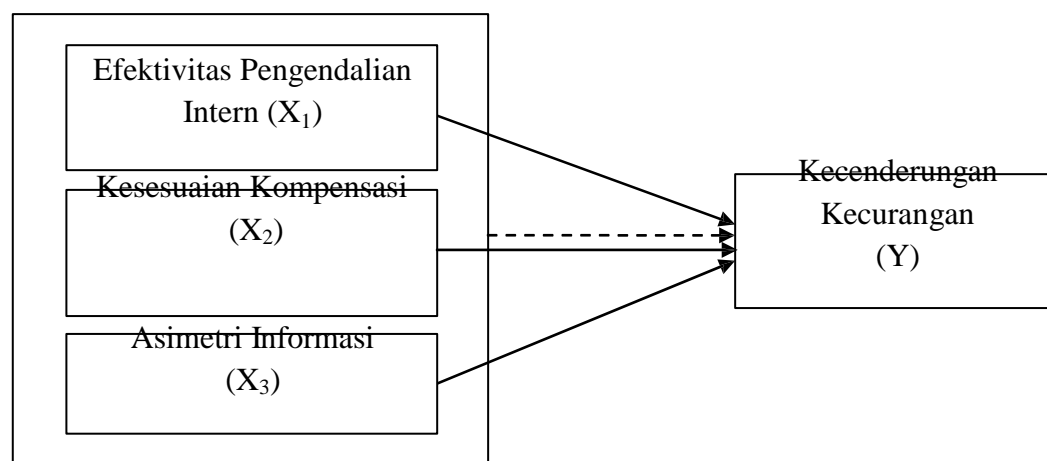 Efektivitas Pengendalian
Intern (X₁)
Kesesuaian Kompensasi
(X₂)
Asimetri Informasi
(X₃)
Kecenderungan
Kecurangan
(Y)